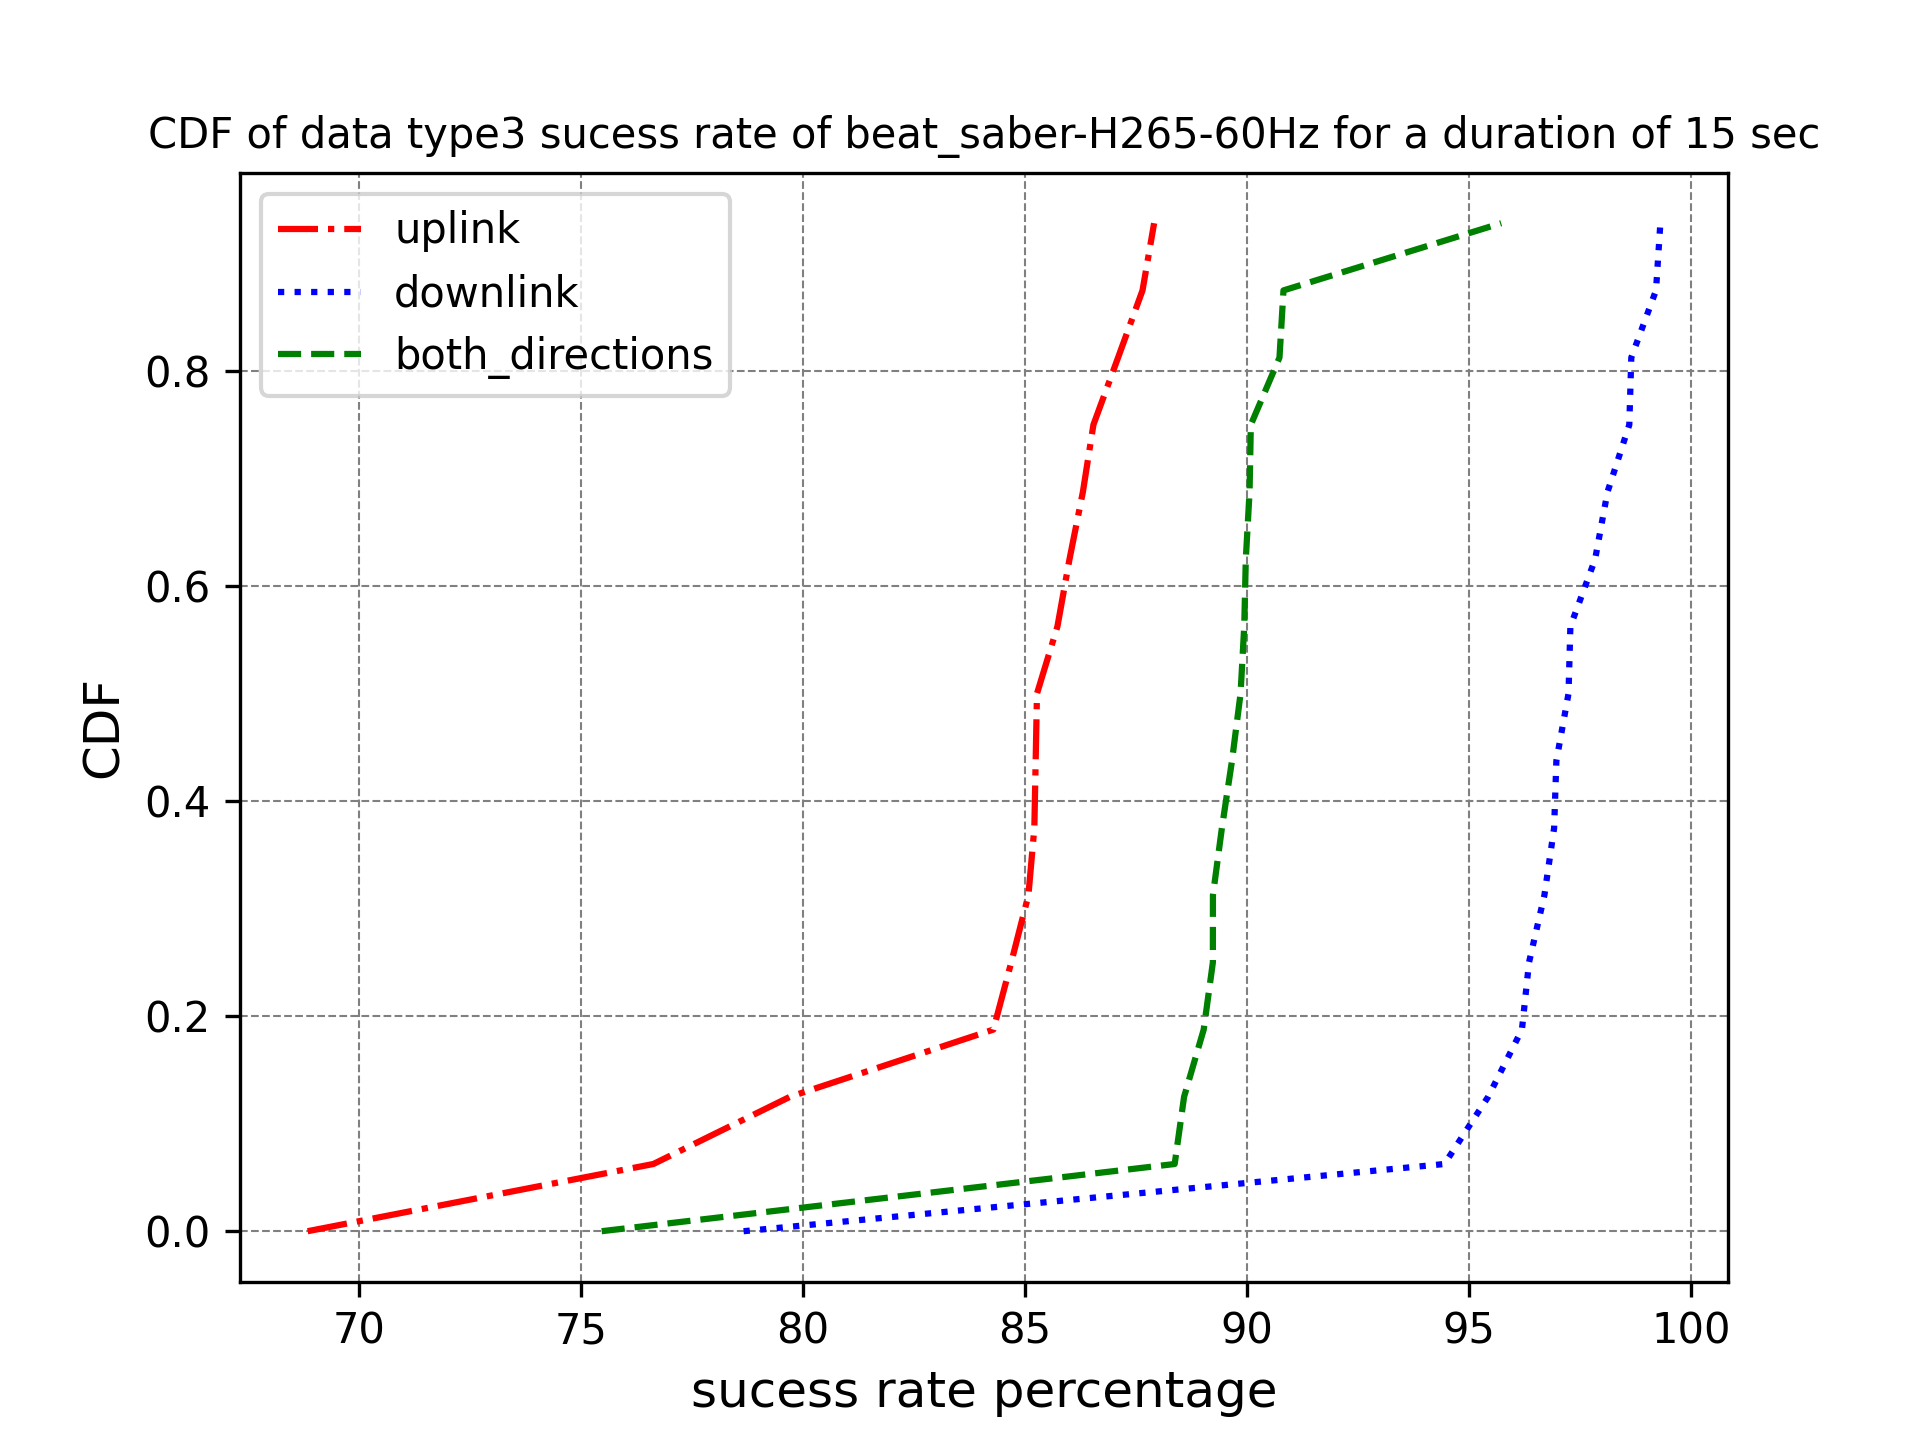 CDF of data type3 sucess rate of beat_saber-H265-60Hz for a duration of 15 sec
uplink
downlink
both_directions
0.8
0.6
0.4
0.2
0.0
CDF
70 75 80 85 90 95 100
sucess rate percentage